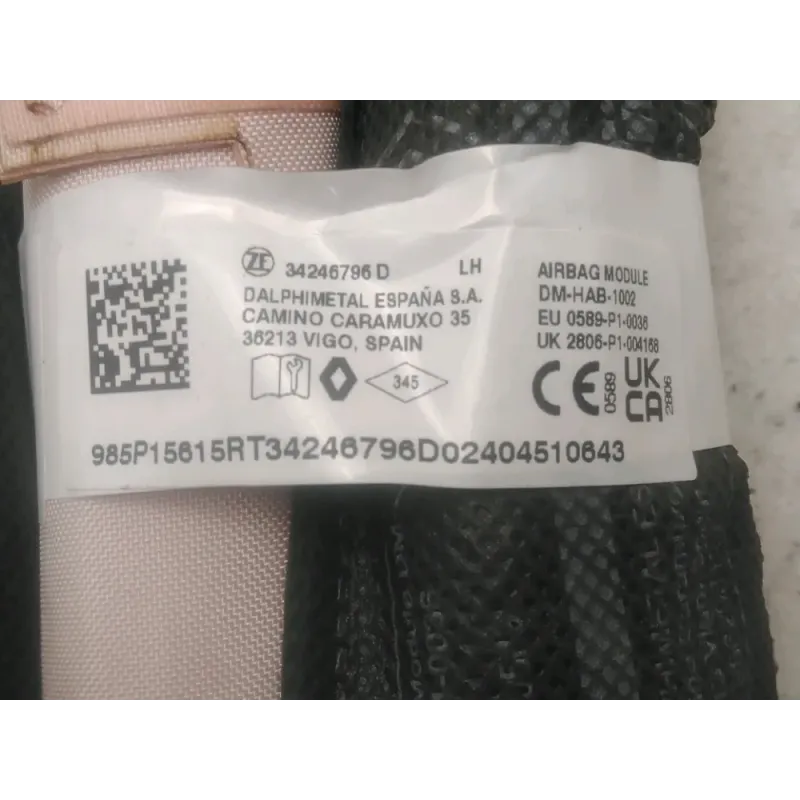 ZF 34246796 D LH
DALPHIMETAL ESPAÑA S.A.
CAMINO CARAMUXO 35
36213 VIGO, SPAIN
345
AIRBAG MODULE
DM-HAB-1002
EU 0589-P1-0036
UK 2806-P1-004168
CE 0589 UK CA 2806
985P15615RT34246796D02404510643